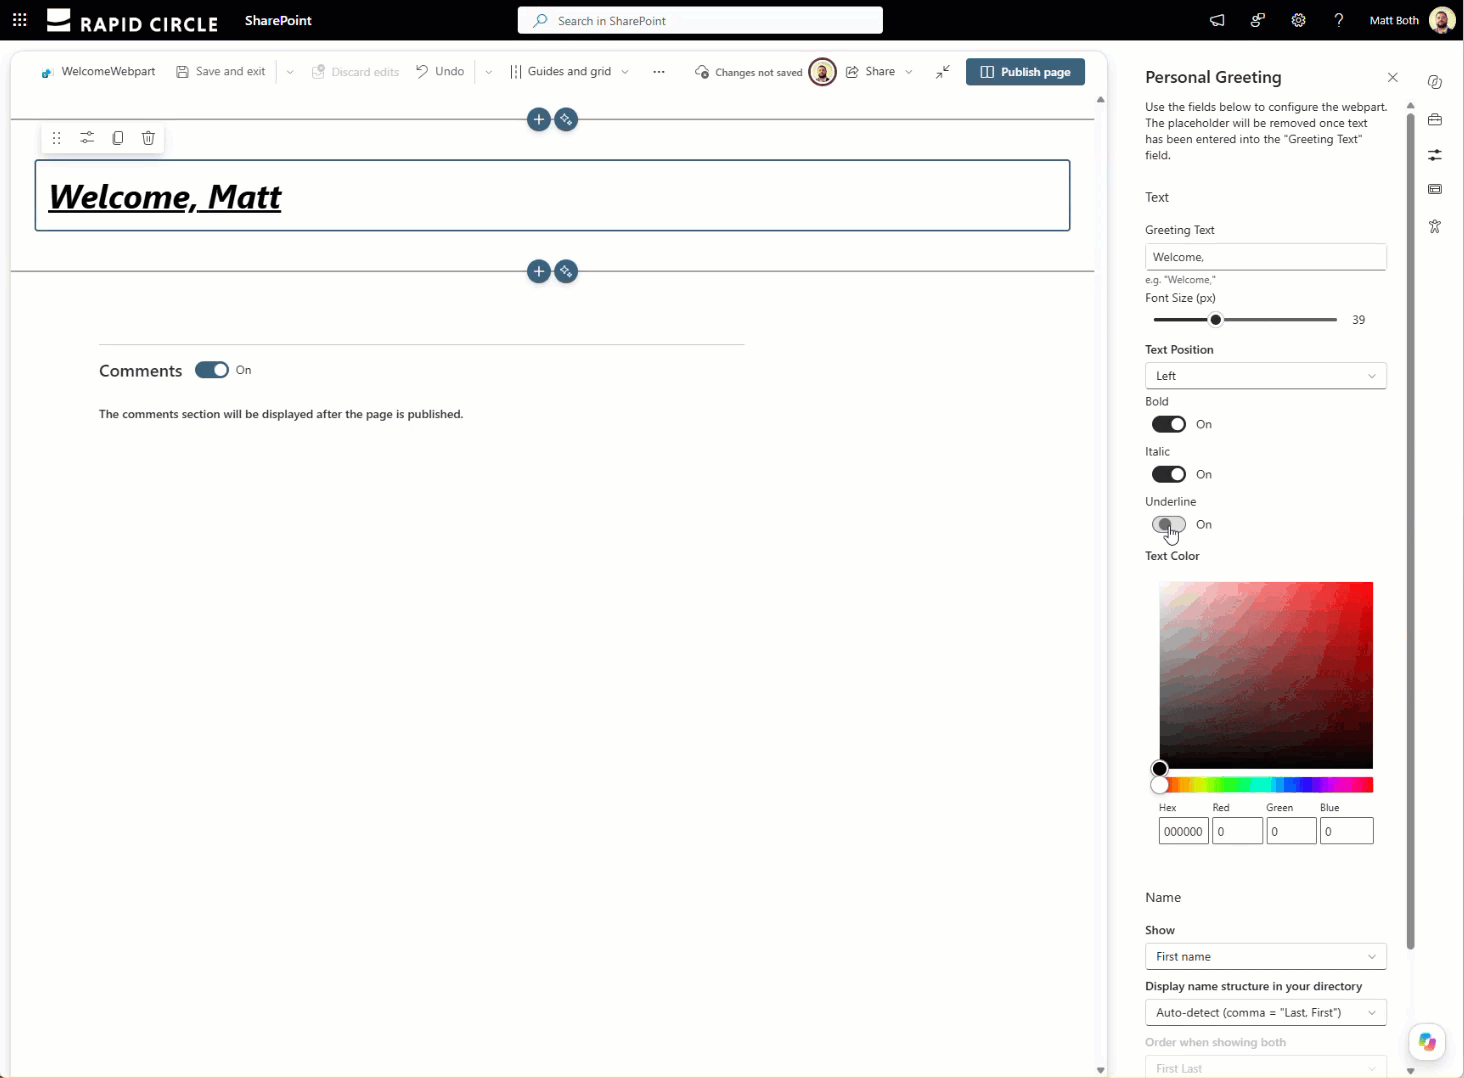 RAPID CIRCLE
SharePoint
Search in SharePoint
?
Matt Both
WelcomeWebpart
Save and exit
Discard edits
Undo
Guides and grid
...
Changes not saved
Share
Publish page
Welcome, Matt
Comments
On
The comments section will be displayed after the page is published.
Personal Greeting
Use the fields below to configure the webpart.
The placeholder will be removed once text
has been entered into the "Greeting Text"
field.
Text
Greeting Text
Welcome,
e.g. "Welcome,"
Font Size (px)
39
Text Position
Left
Bold
On
Italic
On
Underline
On
Text Color
Hex Red Green Blue
000000 0 0 0
Name
Show
First name
Display name structure in your directory
Auto-detect (comma = "Last, First")
Order when showing both
First Last